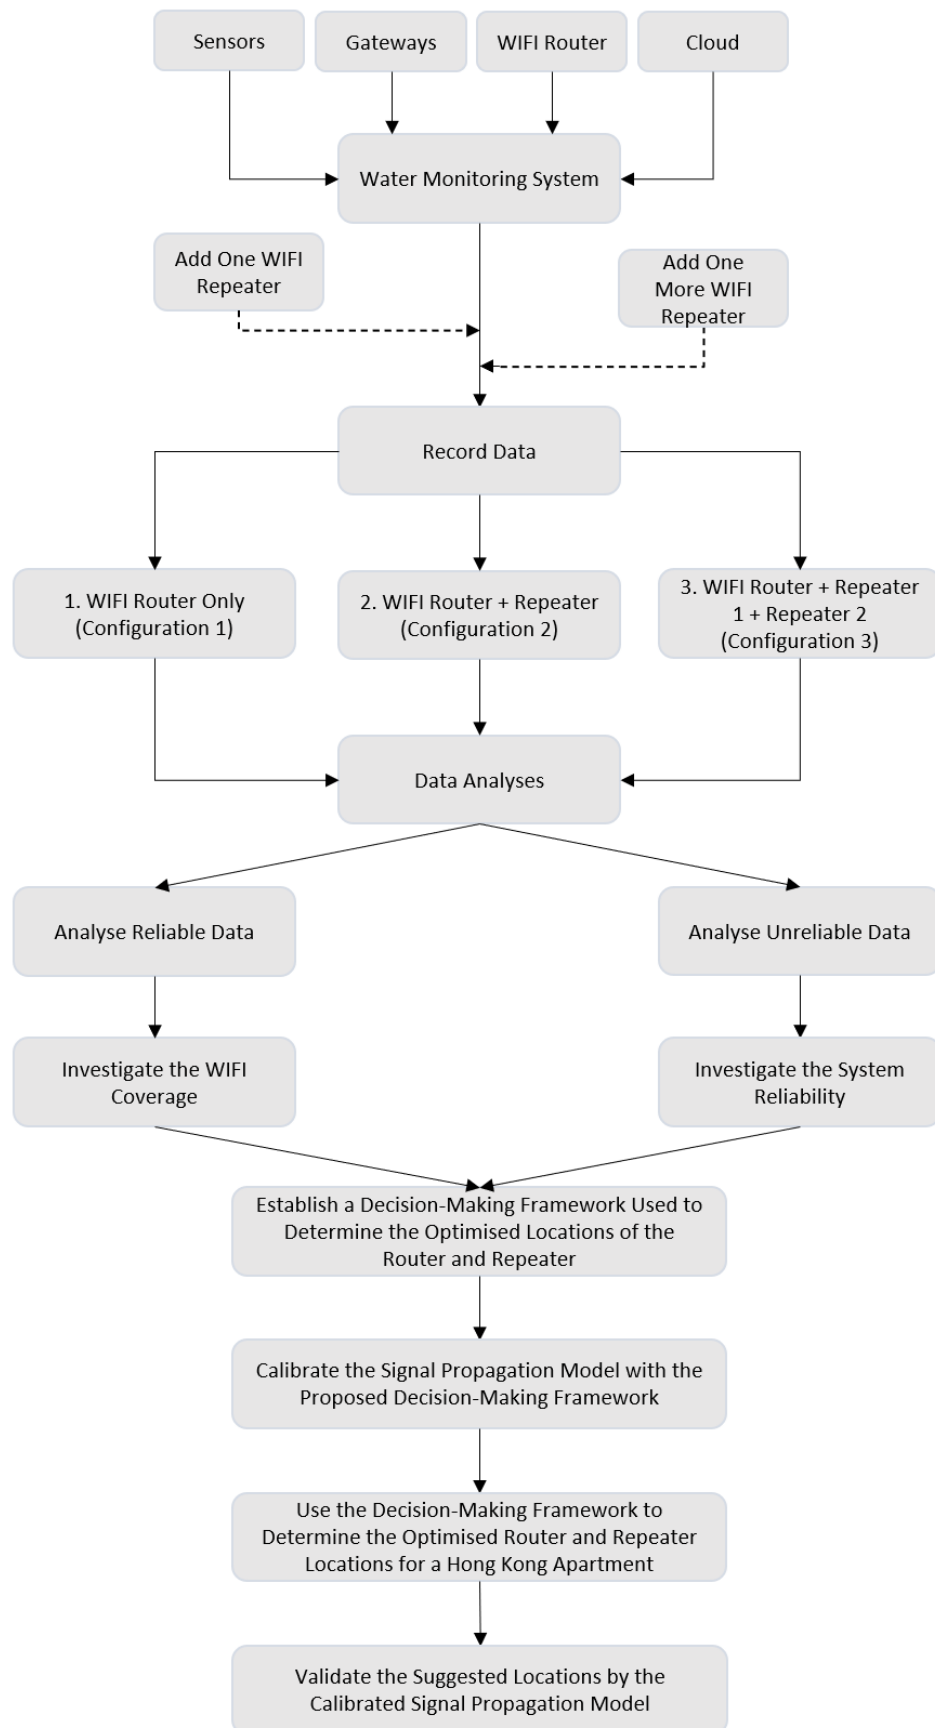 Sensors
Gateways
WIFI Router
Cloud
Water Monitoring System
Add One WIFI
Repeater
Add One
More WIFI
Repeater
Record Data
1. WIFI Router Only
(Configuration 1)
2. WIFI Router + Repeater
(Configuration 2)
3. WIFI Router + Repeater
1 + Repeater 2
(Configuration 3)
Data Analyses
Analyse Reliable Data
Analyse Unreliable Data
Investigate the WIFI
Coverage
Investigate the System
Reliability
Establish a Decision-Making Framework Used to
Determine the Optimised Locations of the
Router and Repeater
Calibrate the Signal Propagation Model with the
Proposed Decision-Making Framework
Use the Decision-Making Framework to
Determine the Optimised Router and Repeater
Locations for a Hong Kong Apartment
Validate the Suggested Locations by the
Calibrated Signal Propagation Model